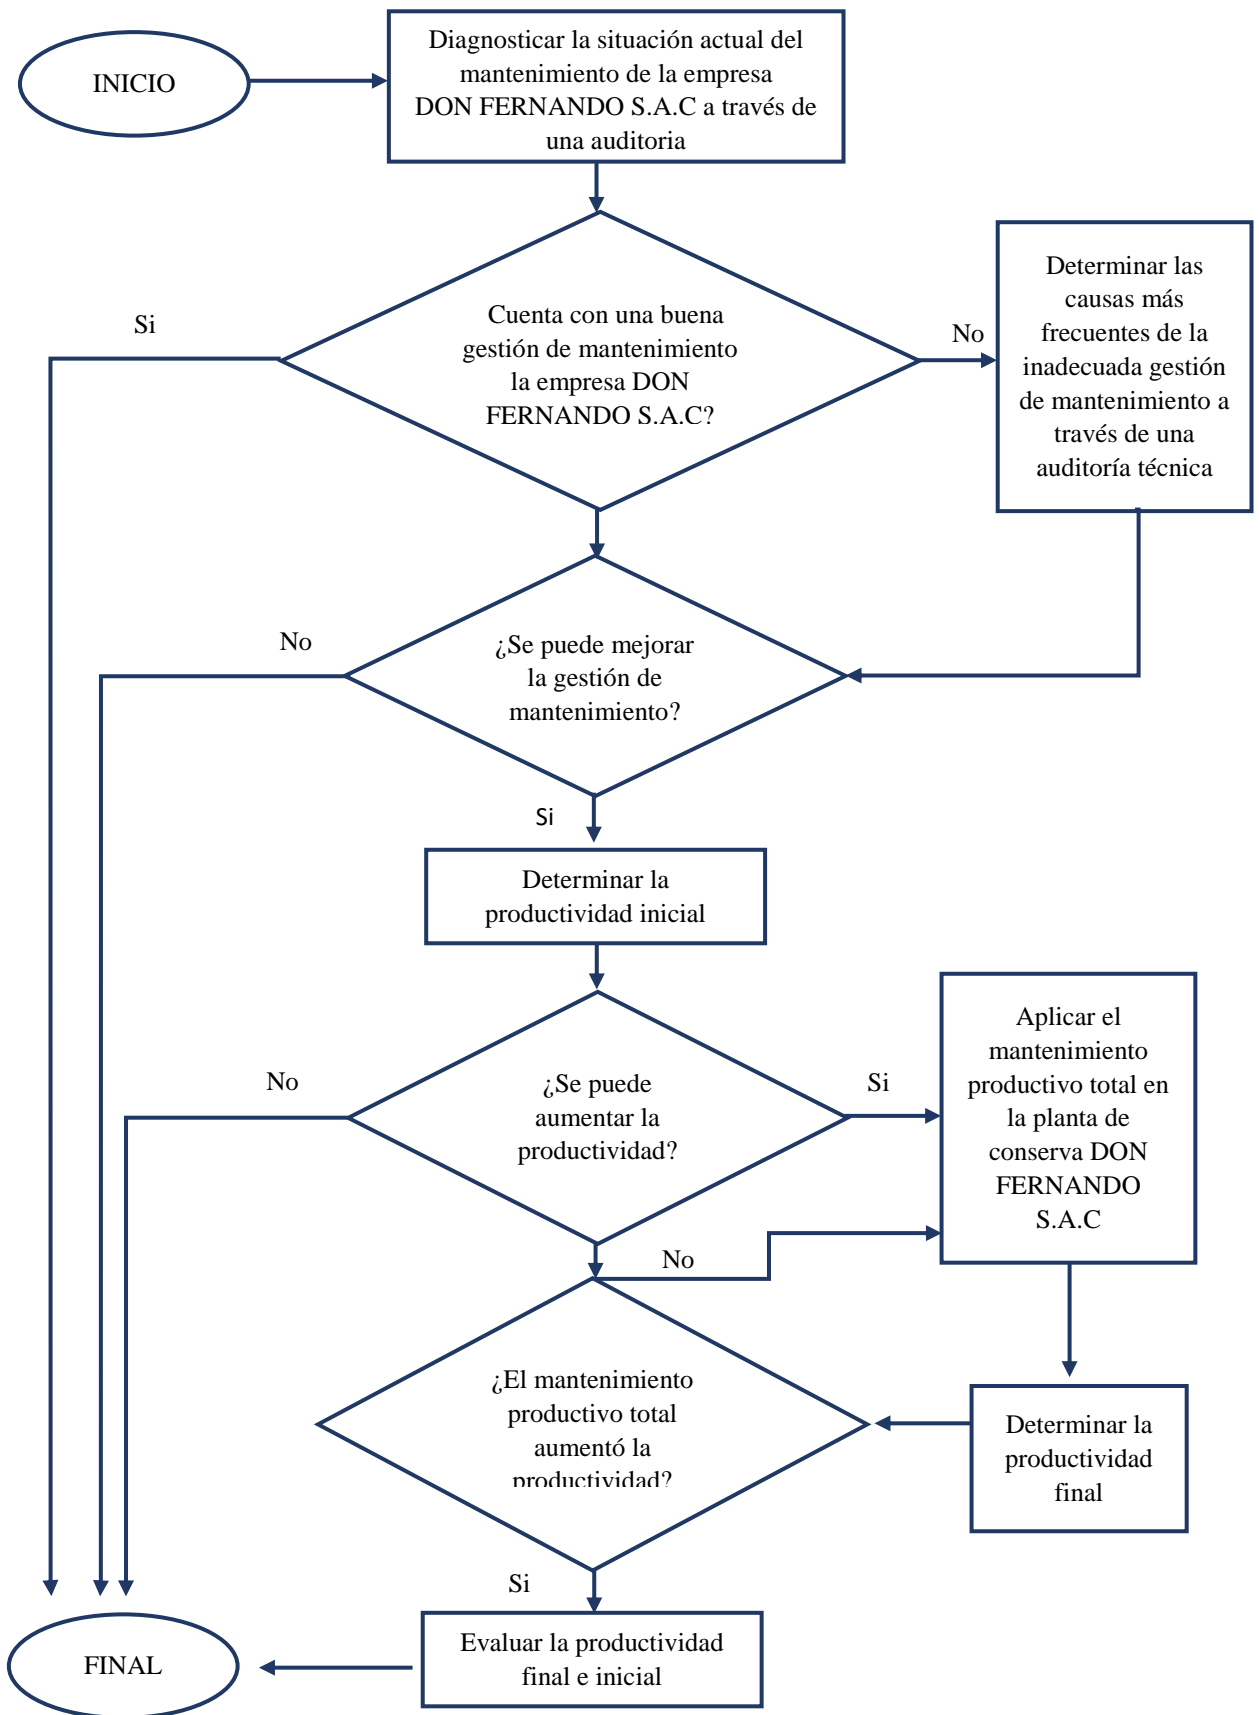 INICIO
Diagnosticar la situación actual del
mantenimiento de la empresa
DON FERNANDO S.A.C a través de
una auditoria
Si
Cuenta con una buena
gestión de mantenimiento
la empresa DON
FERNANDO S.A.C?
No
Determinar las
causas más
frecuentes de la
inadecuada gestión
de mantenimiento a
través de una
auditoría técnica
No
¿Se puede mejorar
la gestión de
mantenimiento?
Si
Determinar la
productividad inicial
No
¿Se puede
aumentar la
productividad?
Si
Aplicar el
mantenimiento
productivo total en
la planta de
conserva DON
FERNANDO
S.A.C
No
¿El mantenimiento
productivo total
aumentó la
productividad?
Determinar la
productividad
final
Si
Evaluar la productividad
final e inicial
FINAL